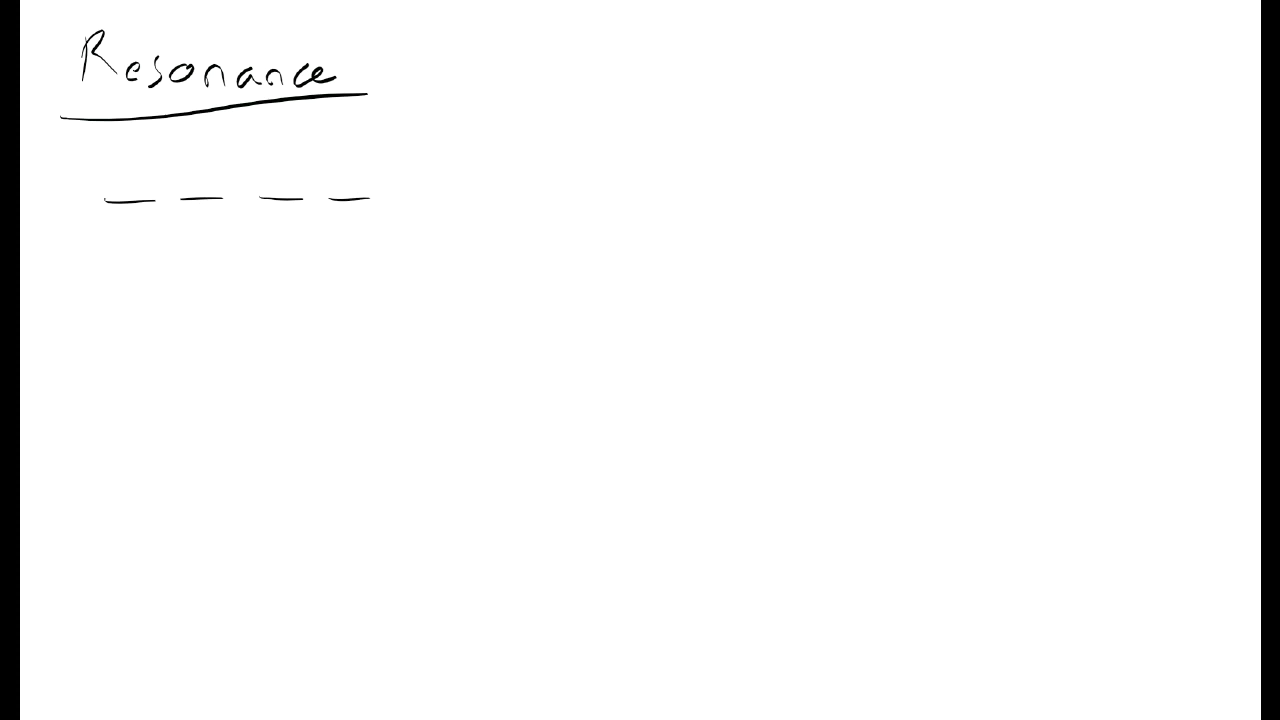 Resonance
— — — —